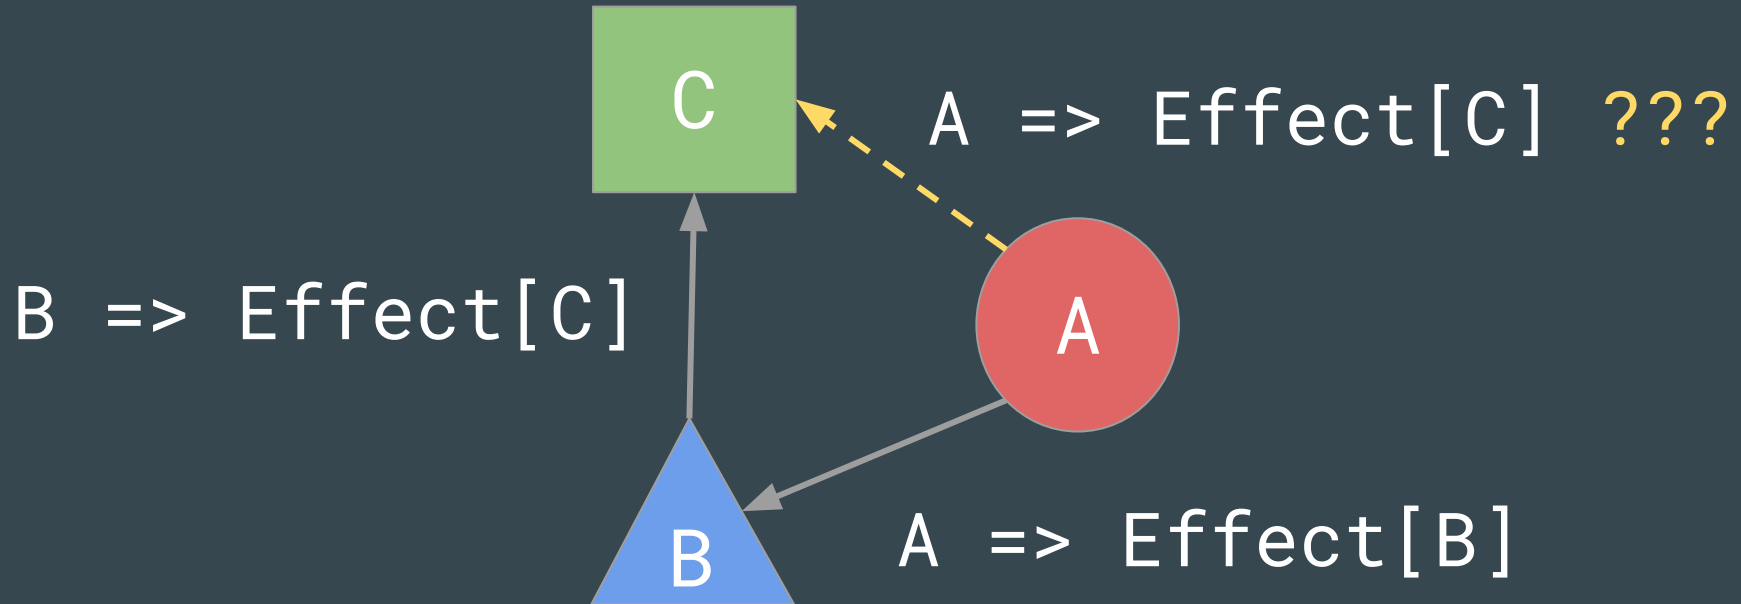 C
A => Effect[C] ???
B => Effect[C]
A
A => Effect[B]
B